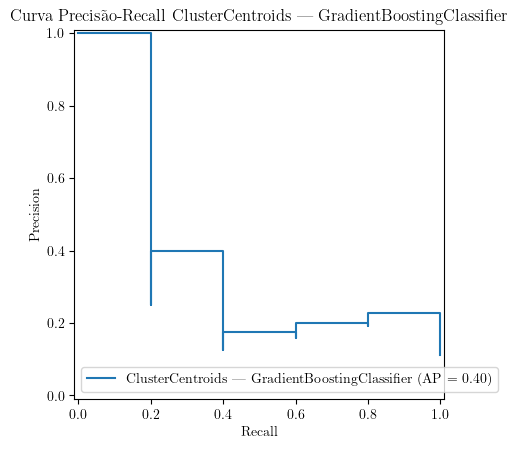 Curva Precisão-Recall ClusterCentroids — GradientBoostingClassifier
1.0
0.8
0.6
0.4
0.2
0.0
Precision
ClusterCentroids — GradientBoostingClassifier (AP = 0.40)
0.0 0.2 0.4 0.6 0.8 1.0
Recall